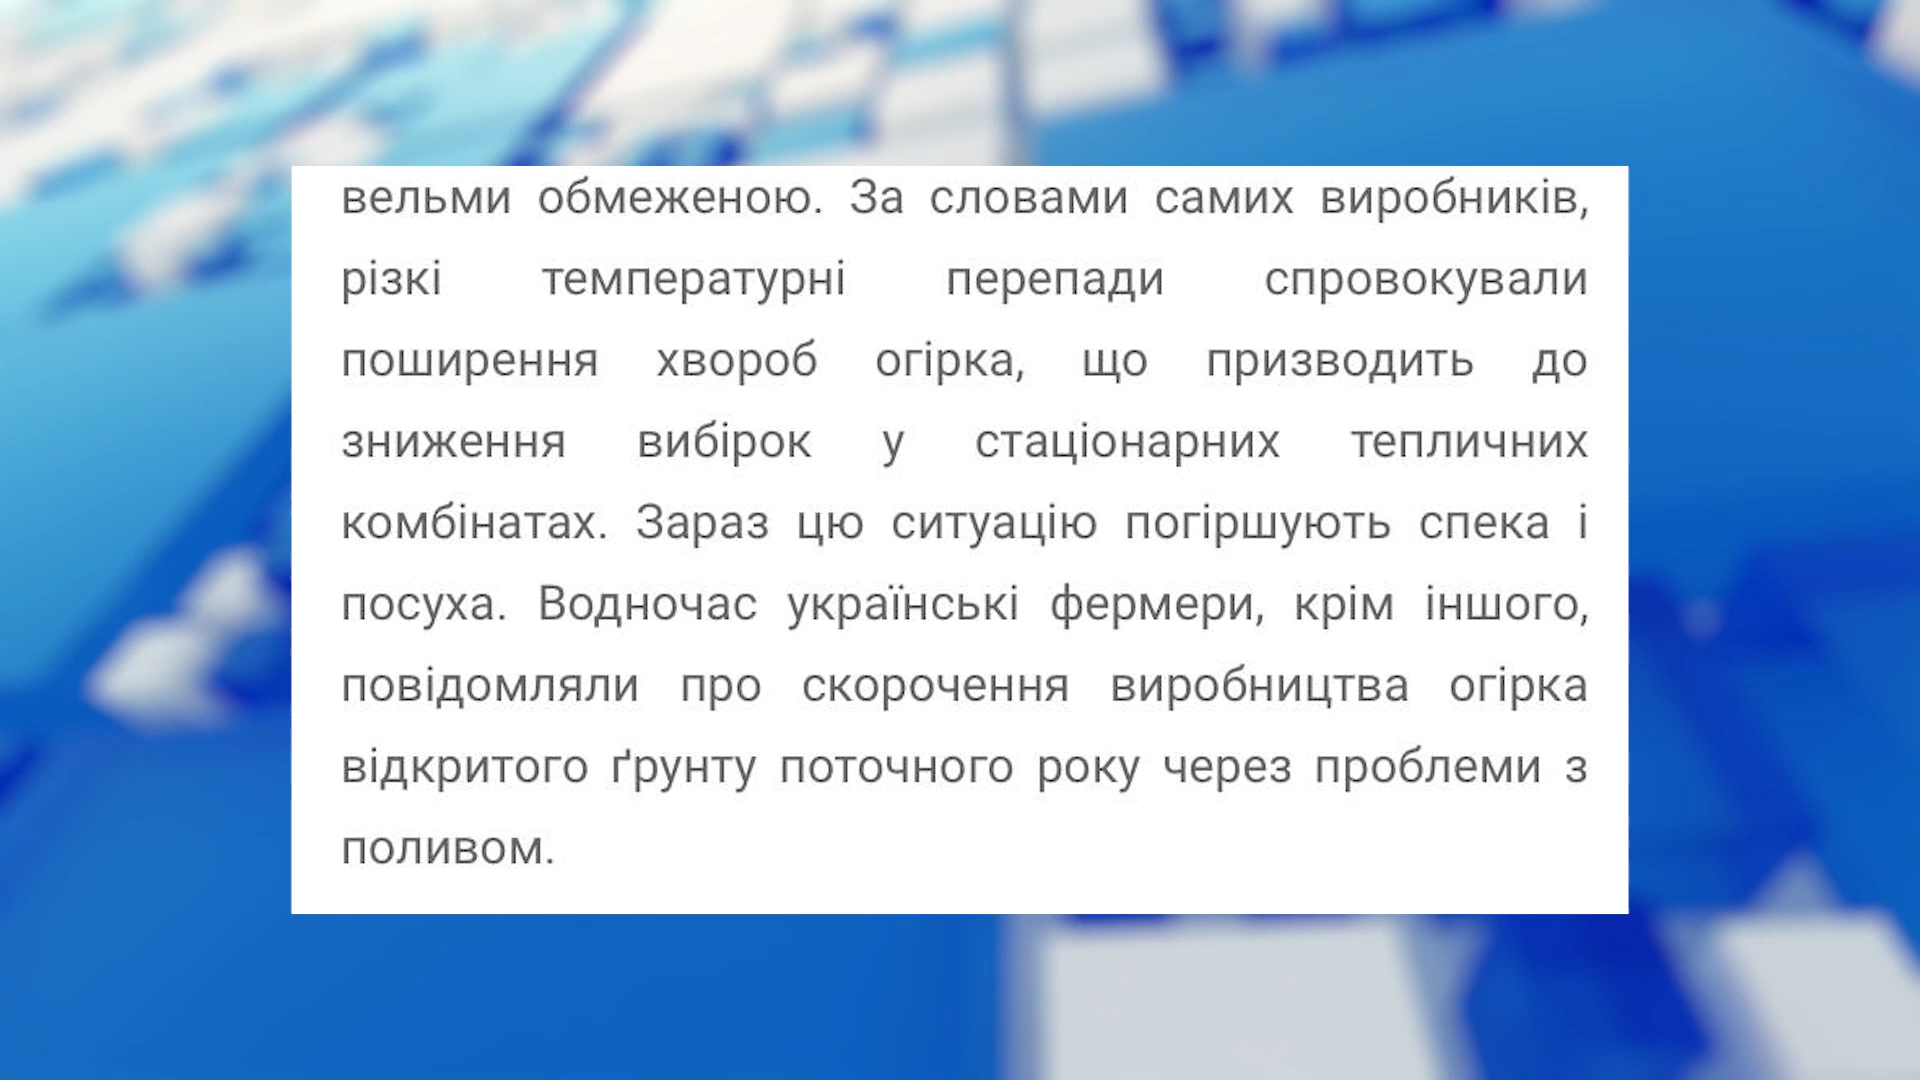 вельми обмеженою. За словами самих виробників,
різкі температурні перепади спровокували
поширення хвороб огірка, що призводить до
зниження вибірок у стаціонарних тепличних
комбінатах. Зараз цю ситуацію погіршують спека і
посуха. Водночас українські фермери, крім іншого,
повідомляли про скорочення виробництва огірка
відкритого ґрунту поточного року через проблеми з
поливом.